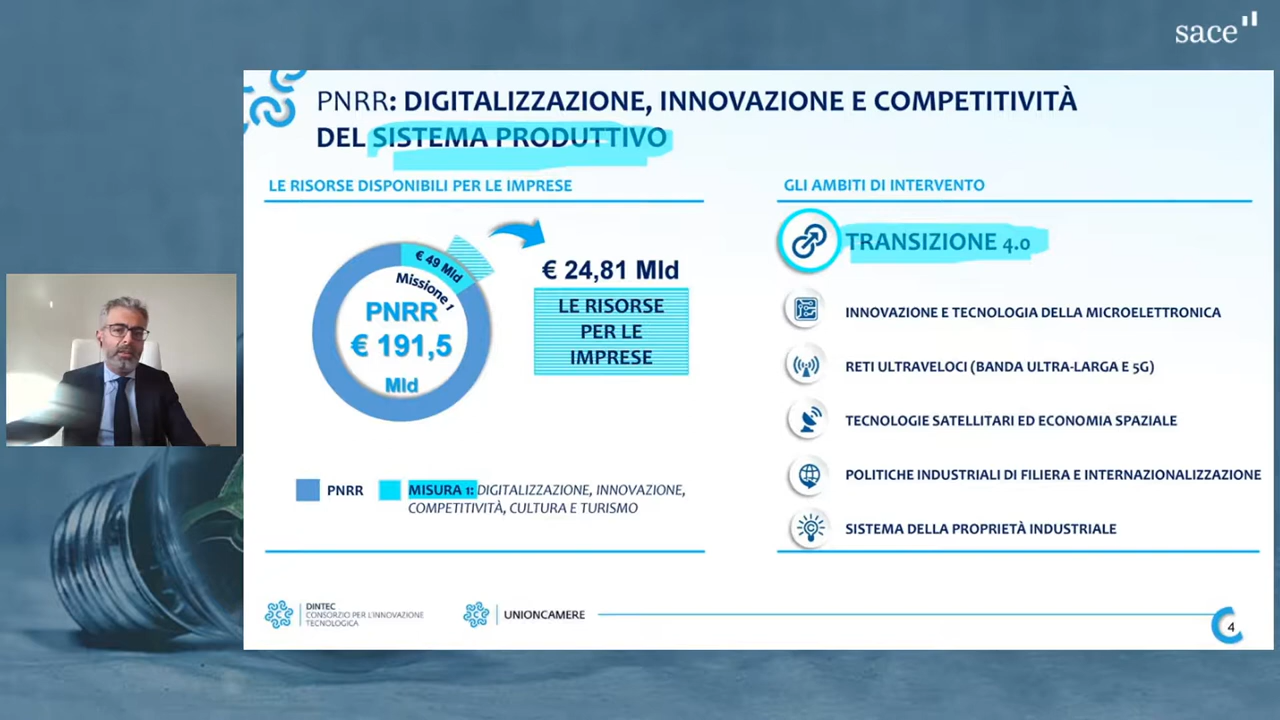 sace
PNRR: DIGITALIZZAZIONE, INNOVAZIONE E COMPETITIVITÀ
DEL SISTEMA PRODUTTIVO
LE RISORSE DISPONIBILI PER LE IMPRESE
€ 49 Mld
Missione 1
PNRR
€ 191,5
Mld
€ 24,81 Mld
LE RISORSE
PER LE
IMPRESE
PNRR
MISURA 1: DIGITALIZZAZIONE, INNOVAZIONE,
COMPETITIVITÀ, CULTURA E TURISMO
GLI AMBITI DI INTERVENTO
TRANSIZIONE 4.0
INNOVAZIONE E TECNOLOGIA DELLA MICROELETTRONICA
RETI ULTRAVELOCI (BANDA ULTRA-LARGA E 5G)
TECNOLOGIE SATELLITARI ED ECONOMIA SPAZIALE
POLITICHE INDUSTRIALI DI FILIERA E INTERNAZIONALIZZAZIONE
SISTEMA DELLA PROPRIETÀ INDUSTRIALE
DINTEC
CONSORZIO PER L'INNOVAZIONE
TECNOLOGICA
UNIONCAMERE
4